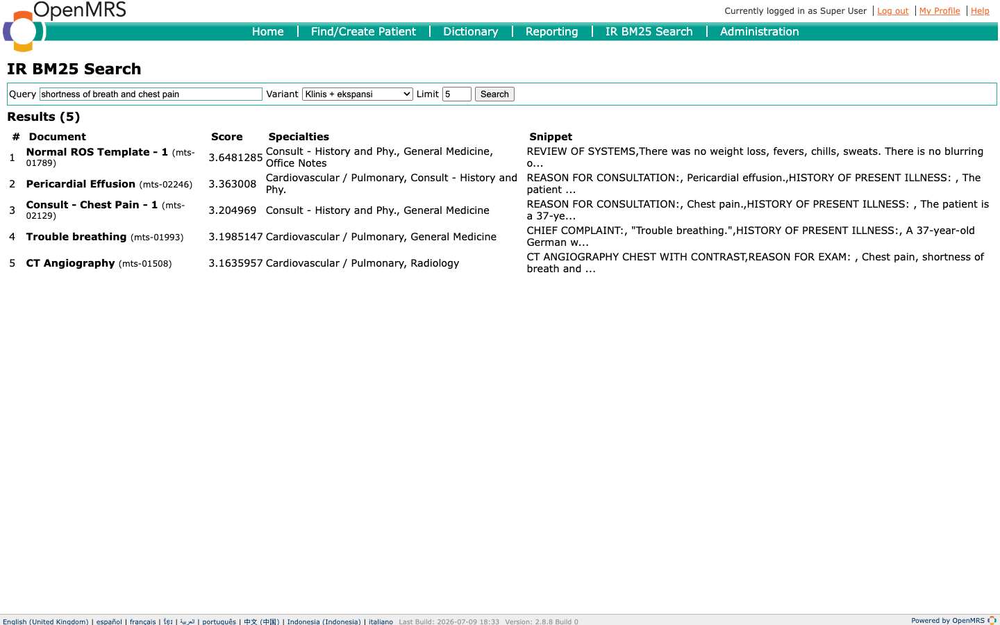 OpenMRS
Currently logged in as Super User | Log out | My Profile | Help
Home | Find/Create Patient | Dictionary | Reporting | IR BM25 Search | Administration
IR BM25 Search
Query shortness of breath and chest pain Variant Klinis + ekspansi Limit 5 Search
Results (5)
# Document Score Specialties Snippet
1 Normal ROS Template - 1 (mts-01789) 3.6481285 Consult - History and Phy., General Medicine, Office Notes REVIEW OF SYSTEMS,There was no weight loss, fevers, chills, sweats. There is no blurring o...
2 Pericardial Effusion (mts-02246) 3.363008 Cardiovascular / Pulmonary, Consult - History and Phy. REASON FOR CONSULTATION:, Pericardial effusion.,HISTORY OF PRESENT ILLNESS: , The patient ...
3 Consult - Chest Pain - 1 (mts-02129) 3.204969 Consult - History and Phy., General Medicine REASON FOR CONSULTATION:, Chest pain.,HISTORY OF PRESENT ILLNESS: , The patient is a 37-ye...
4 Trouble breathing (mts-01993) 3.1985147 Cardiovascular / Pulmonary, General Medicine CHIEF COMPLAINT:, "Trouble breathing.",HISTORY OF PRESENT ILLNESS:, A 37-year-old German w...
5 CT Angiography (mts-01508) 3.1635957 Cardiovascular / Pulmonary, Radiology CT ANGIOGRAPHY CHEST WITH CONTRAST,REASON FOR EXAM: , Chest pain, shortness of breath and ...
English (United Kingdom) | español | français | ខ្មែរ | العربية | português | 中文 (中国) | Indonesia (Indonesia) | italiano Last Build: 2026-07-09 18:33 Version: 2.8.8 Build 0
Powered by OpenMRS